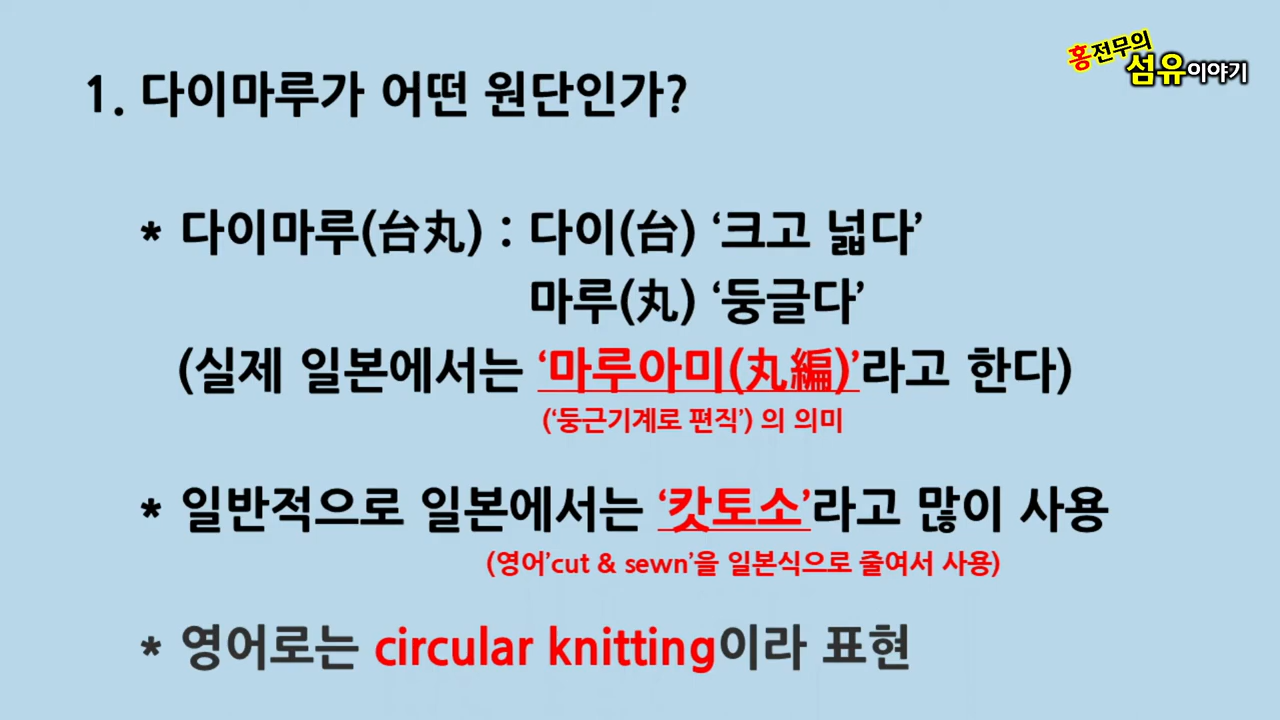 홍전무의
섬유이야기
1. 다이마루가 어떤 원단인가?
* 다이마루(台丸) : 다이(台) ‘크고 넓다’
마루(丸) ‘둥글다’
(실제 일본에서는 ‘마루아미(丸編)’라고 한다)
(‘둥근기계로 편직’) 의 의미
* 일반적으로 일본에서는 ‘캇토소’라고 많이 사용
(영어’cut & sewn’을 일본식으로 줄여서 사용)
* 영어로는 circular knitting이라 표현